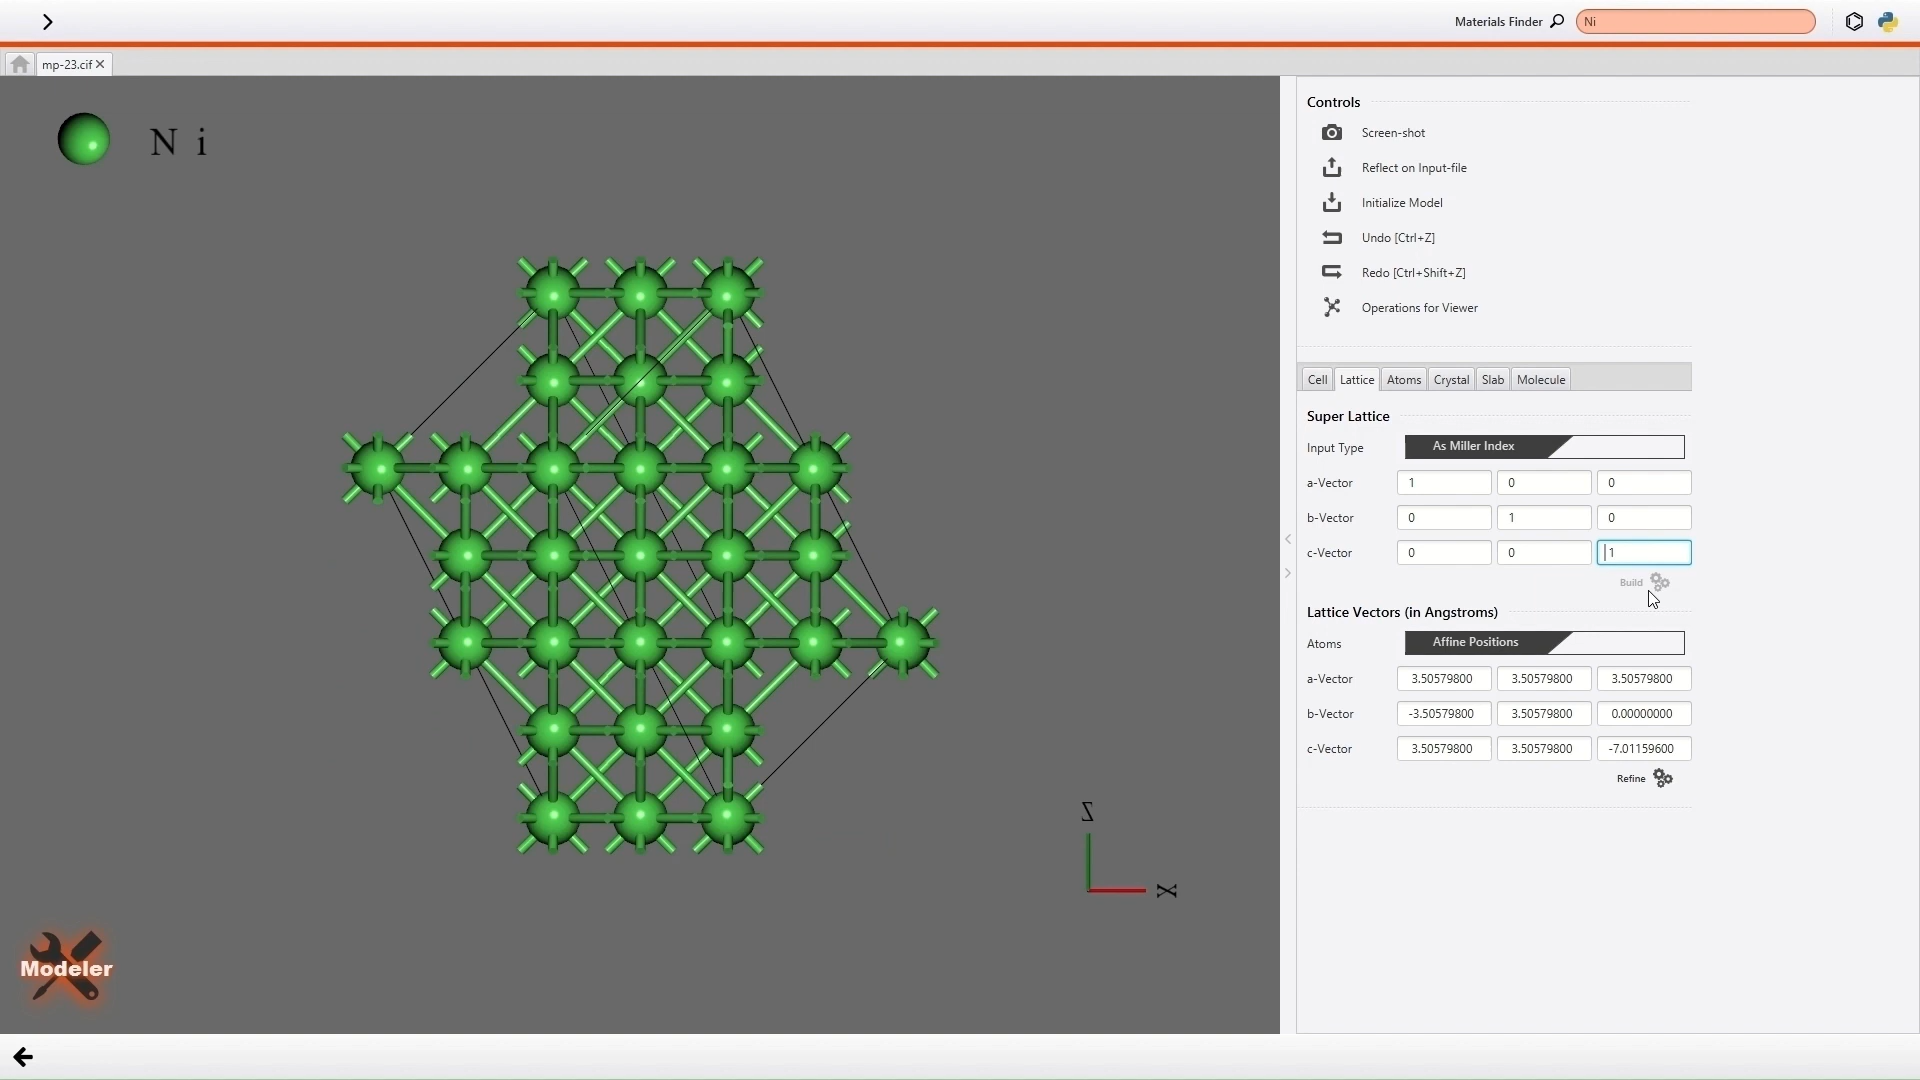 Materials Finder Ni
mp-23.cif
N i
Controls
Screen-shot
Reflect on Input-file
Initialize Model
Undo [Ctrl+Z]
Redo [Ctrl+Shift+Z]
Operations for Viewer
Cell Lattice Atoms Crystal Slab Molecule
Super Lattice
Input Type As Miller Index
a-Vector 1 0 0
b-Vector 0 1 0
c-Vector 0 0 1
Build
Lattice Vectors (in Angstroms)
Atoms Affine Positions
a-Vector 3.50579800 3.50579800 3.50579800
b-Vector -3.50579800 3.50579800 0.00000000
c-Vector 3.50579800 3.50579800 -7.01159600
Refine
Z
X
Modeler